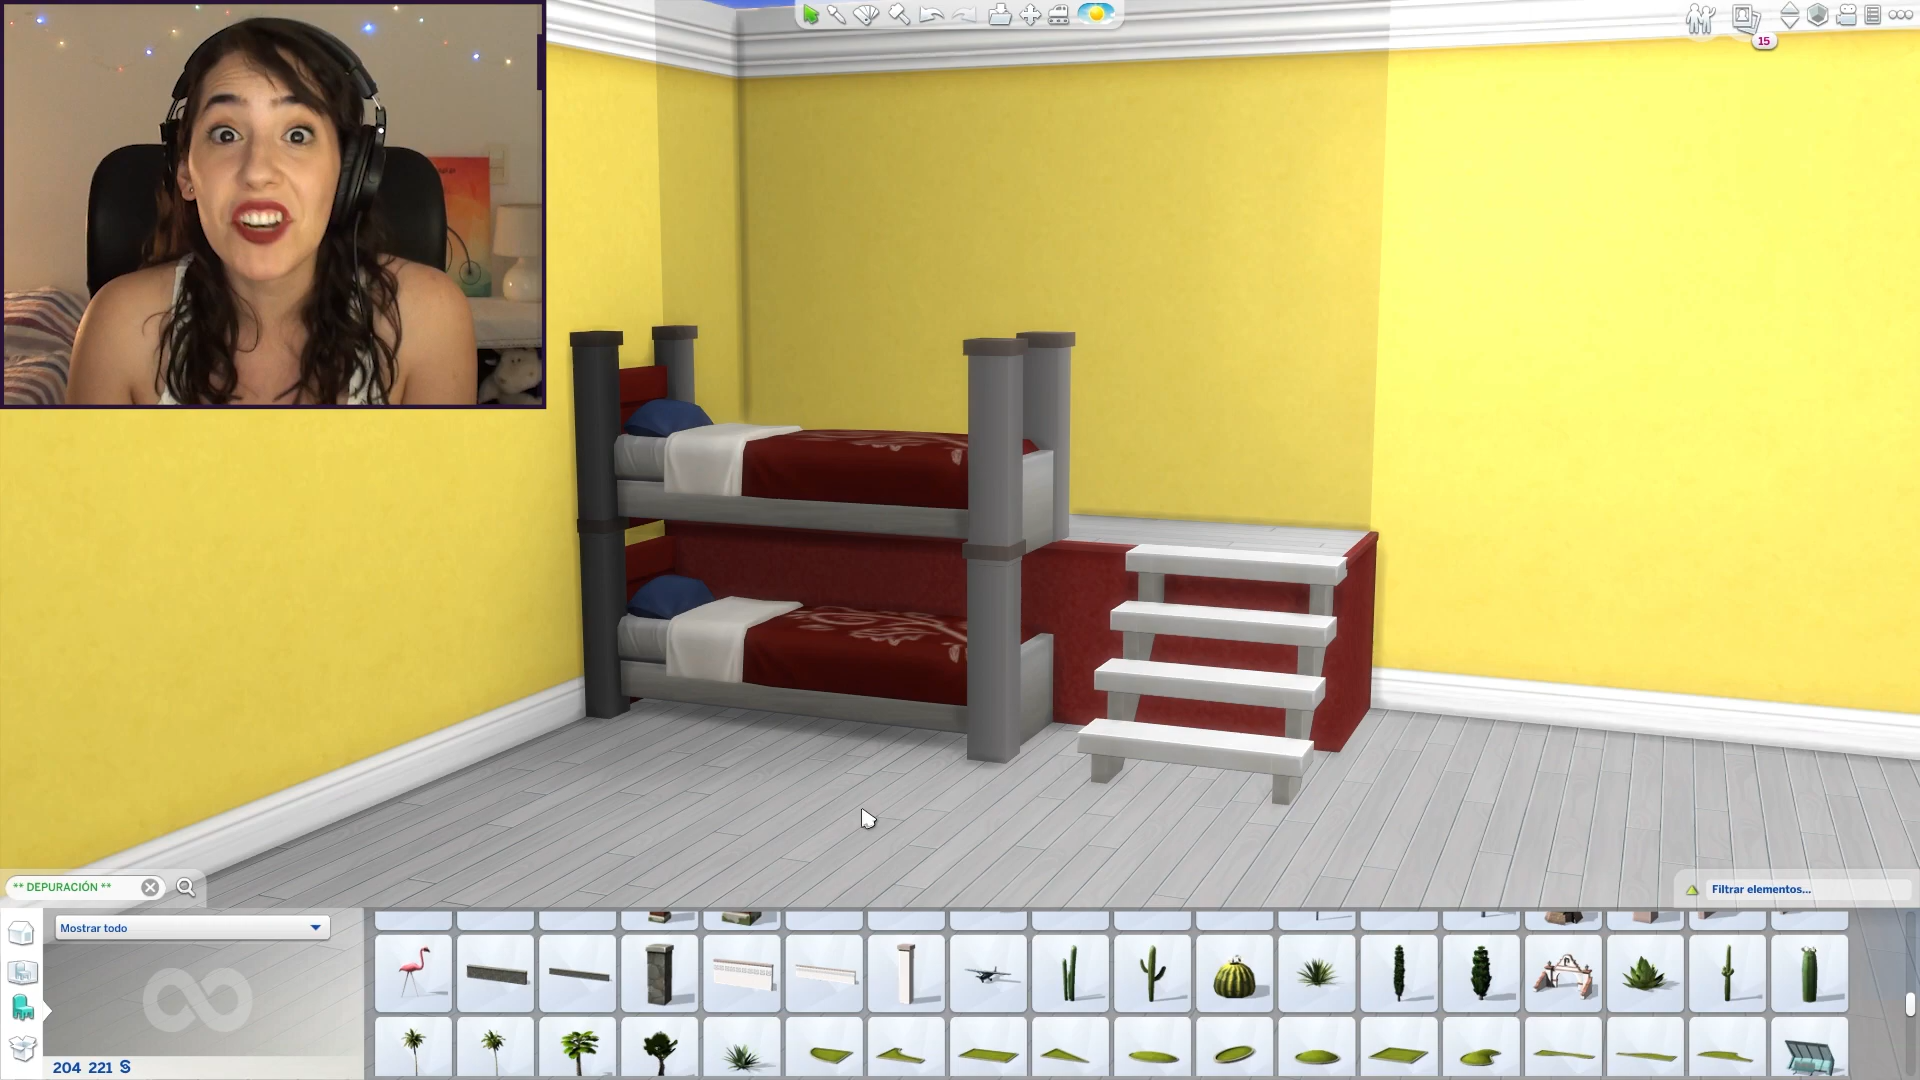 15
** DEPURACIÓN **
Filtrar elementos...
Mostrar todo
204 221 S